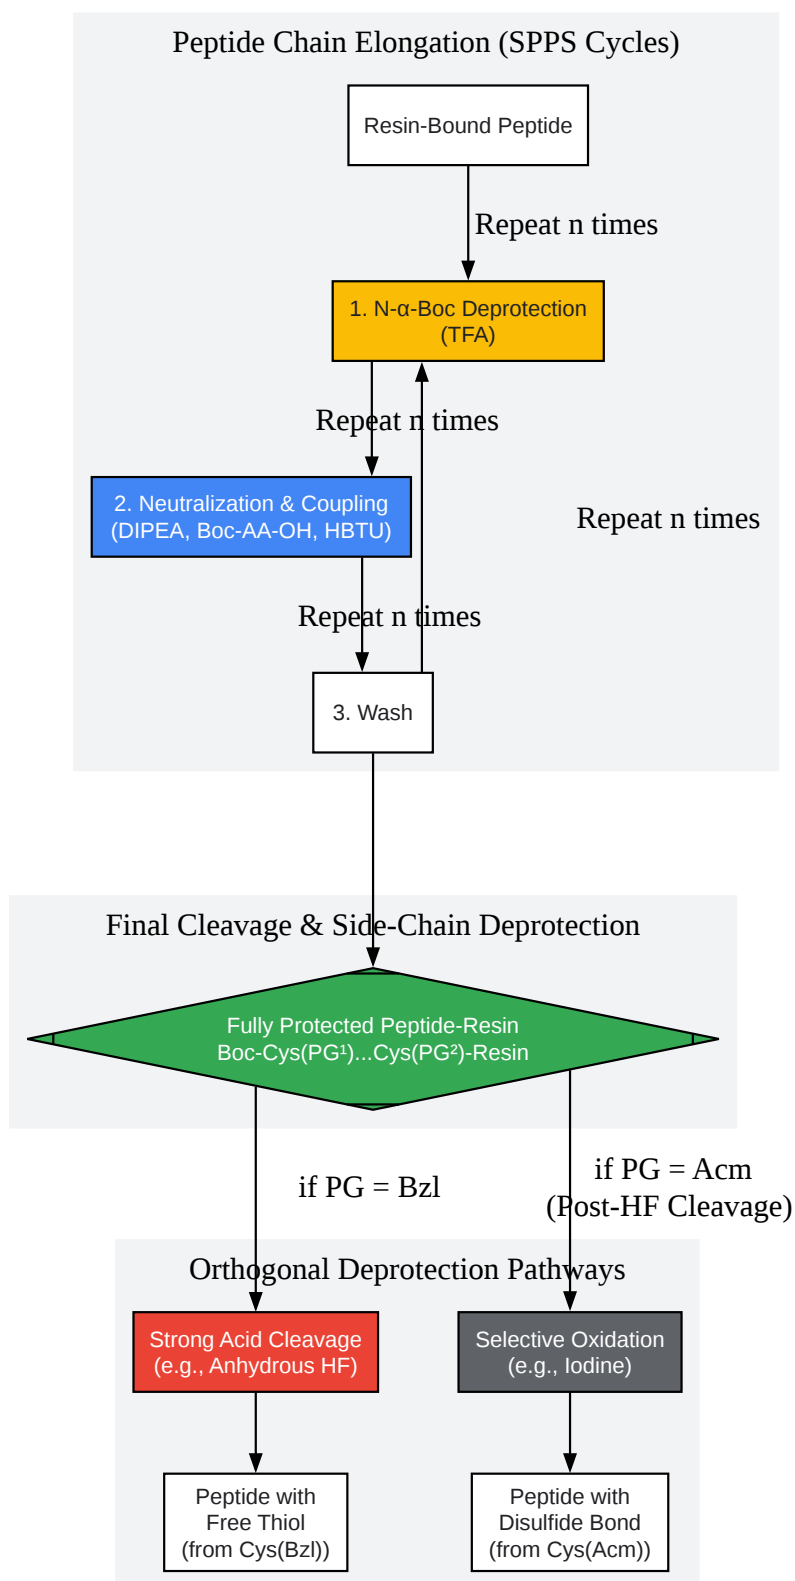 Peptide Chain Elongation (SPPS Cycles)
Resin-Bound Peptide
Repeat n times
1. N-α-Boc Deprotection
(TFA)
Repeat n times
2. Neutralization & Coupling
(DIPEA, Boc-AA-OH, HBTU)
Repeat n times
Repeat n times
3. Wash
Final Cleavage & Side-Chain Deprotection
Fully Protected Peptide-Resin
Boc-Cys(PG¹)...Cys(PG²)-Resin
if PG = Bzl
if PG = Acm
(Post-HF Cleavage)
Orthogonal Deprotection Pathways
Strong Acid Cleavage
(e.g., Anhydrous HF)
Selective Oxidation
(e.g., Iodine)
Peptide with
Free Thiol
(from Cys(Bzl))
Peptide with
Disulfide Bond
(from Cys(Acm))